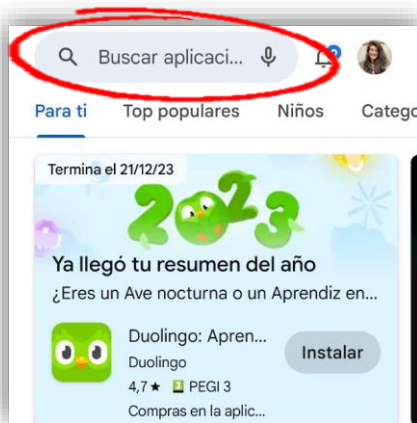 Buscar aplicaci...
Para ti Top populares Niños Catego
Termina el 21/12/23
2023
Ya llegó tu resumen del año
¿Eres un Ave nocturna o un Aprendiz en...
Duolingo: Apren...
Duolingo
Instalar
4,7★ 3 PEGI 3
Compras en la aplic...